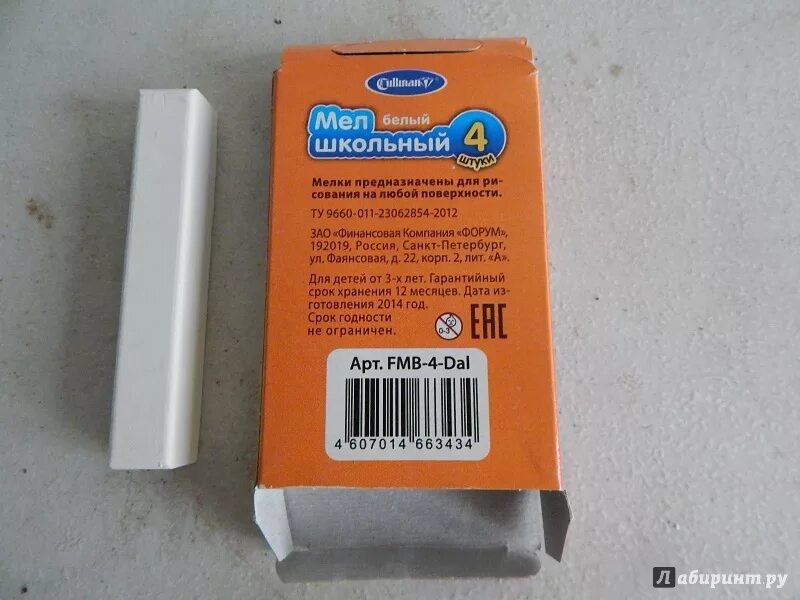 Cullinan
Мел белый
школьный 4
штуки
Мелки предназначены для ри-
сования на любой поверхности.
ТУ 9660-011-23062854-2012
ЗАО «Финансовая Компания «ФОРУМ»,
192019, Россия, Санкт-Петербург,
ул. Фаянсовая, д. 22, корп. 2, лит. «А».
Для детей от 3-х лет. Гарантийный
срок хранения 12 месяцев. Дата из-
готовления 2014 год.
Срок годности
не ограничен.
0-3
EAC
Арт. FMB-4-Dal
4 607014 663434
Лабиринт.ру